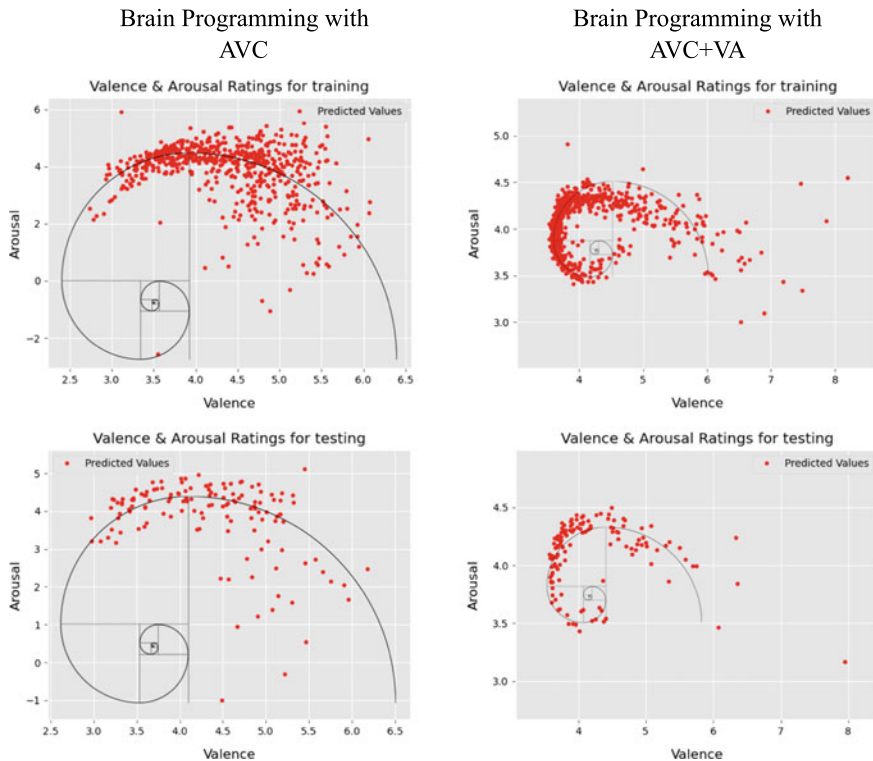 Brain Programming with
AVC
Brain Programming with
AVC+VA
Valence & Arousal Ratings for training
Predicted Values
6
4
2
0
−2
Arousal
2.5 3.0 3.5 4.0 4.5 5.0 5.5 6.0 6.5
Valence
Valence & Arousal Ratings for training
Predicted Values
5.0
4.5
4.0
3.5
3.0
Arousal
4 5 6 7 8
Valence
Valence & Arousal Ratings for testing
Predicted Values
5
4
3
2
1
0
−1
Arousal
2.5 3.0 3.5 4.0 4.5 5.0 5.5 6.0 6.5
Valence
Valence & Arousal Ratings for testing
Predicted Values
4.5
4.0
3.5
3.0
Arousal
4 5 6 7 8
Valence